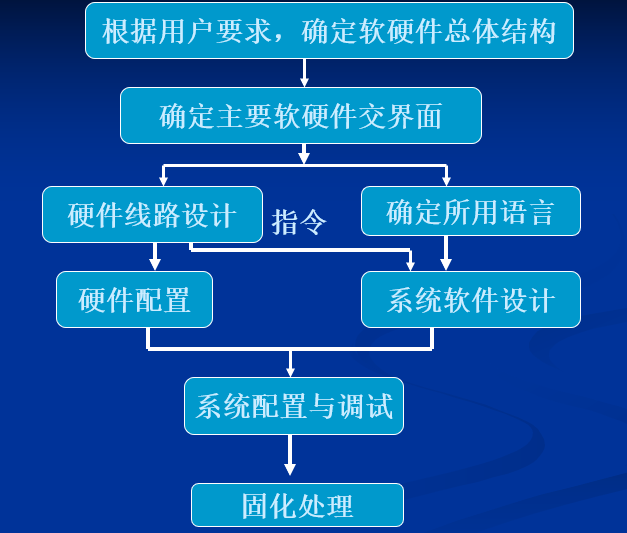 根据用户要求，确定软硬件总体结构
确定主要软硬件交界面
硬件线路设计
指令
确定所用语言
硬件配置
系统软件设计
系统配置与调试
固化处理